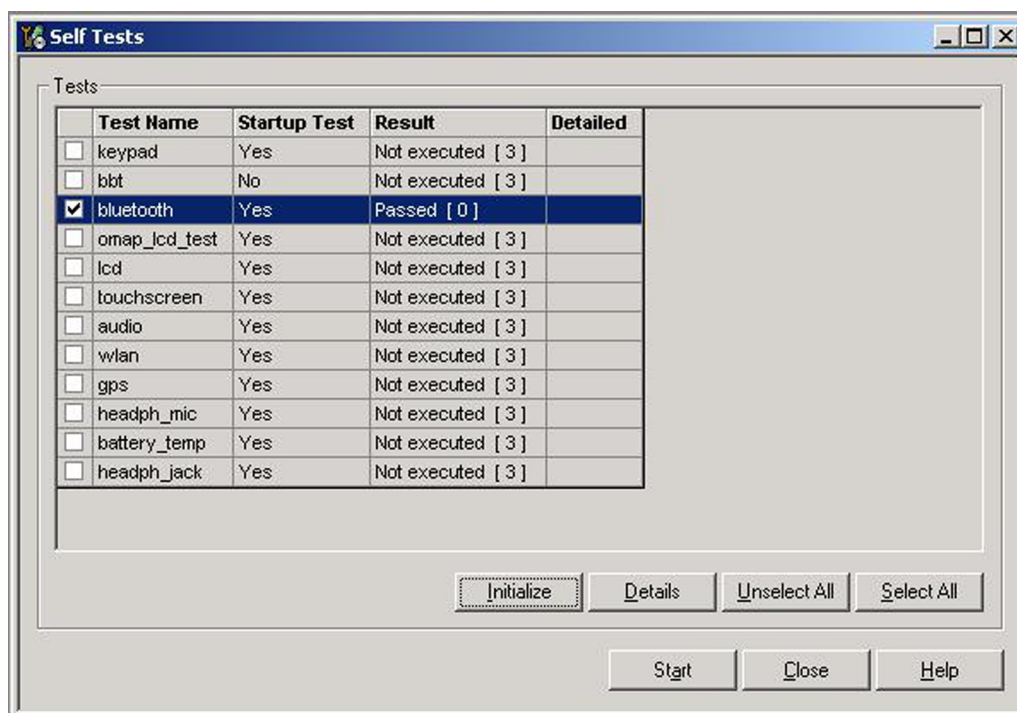 Self Tests
Tests
Test Name Startup Test Result Detailed
keypad Yes Not executed [ 3 ]
bbt No Not executed [ 3 ]
bluetooth Yes Passed [ 0 ]
omap_lcd_test Yes Not executed [ 3 ]
lcd Yes Not executed [ 3 ]
touchscreen Yes Not executed [ 3 ]
audio Yes Not executed [ 3 ]
wlan Yes Not executed [ 3 ]
gps Yes Not executed [ 3 ]
headph_mic Yes Not executed [ 3 ]
battery_temp Yes Not executed [ 3 ]
headph_jack Yes Not executed [ 3 ]
Initialize Details Unselect All Select All
Start Close Help